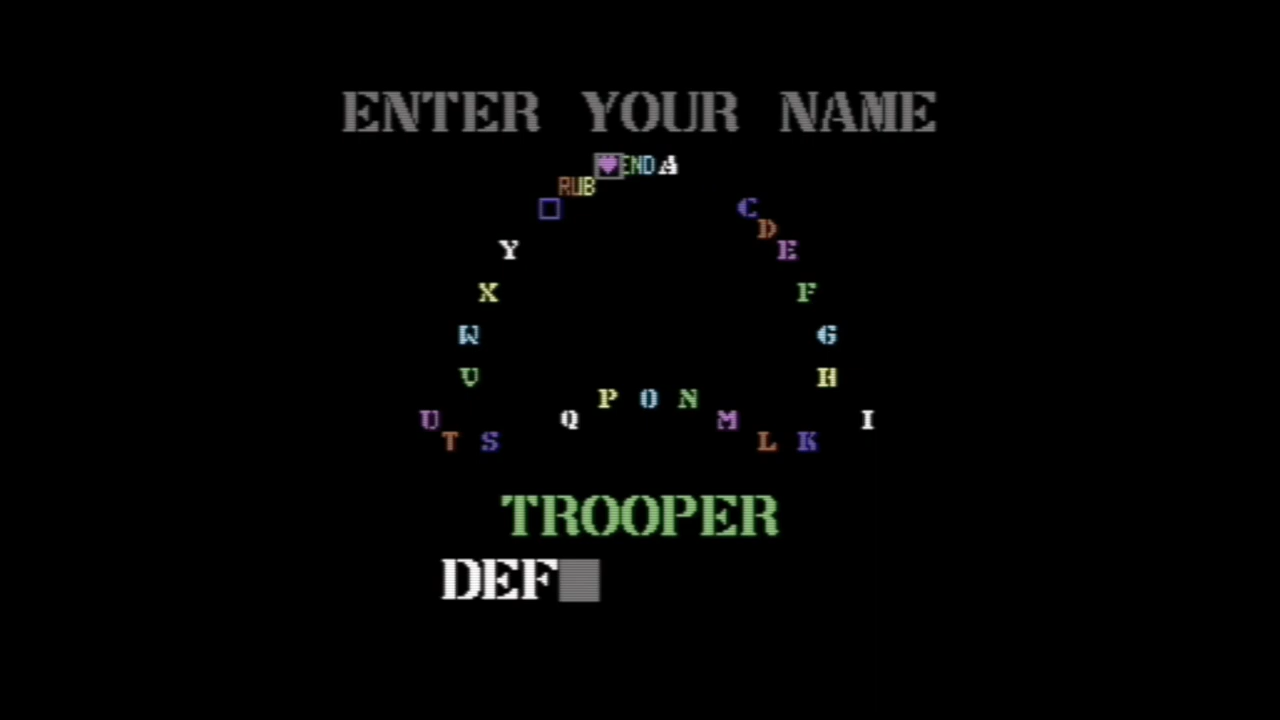 ENTER YOUR NAME
♥ END A
RUB
□ C
D
Y E
X F
W G
V H
P O N
U Q M I
T S L K
TROOPER
DEF